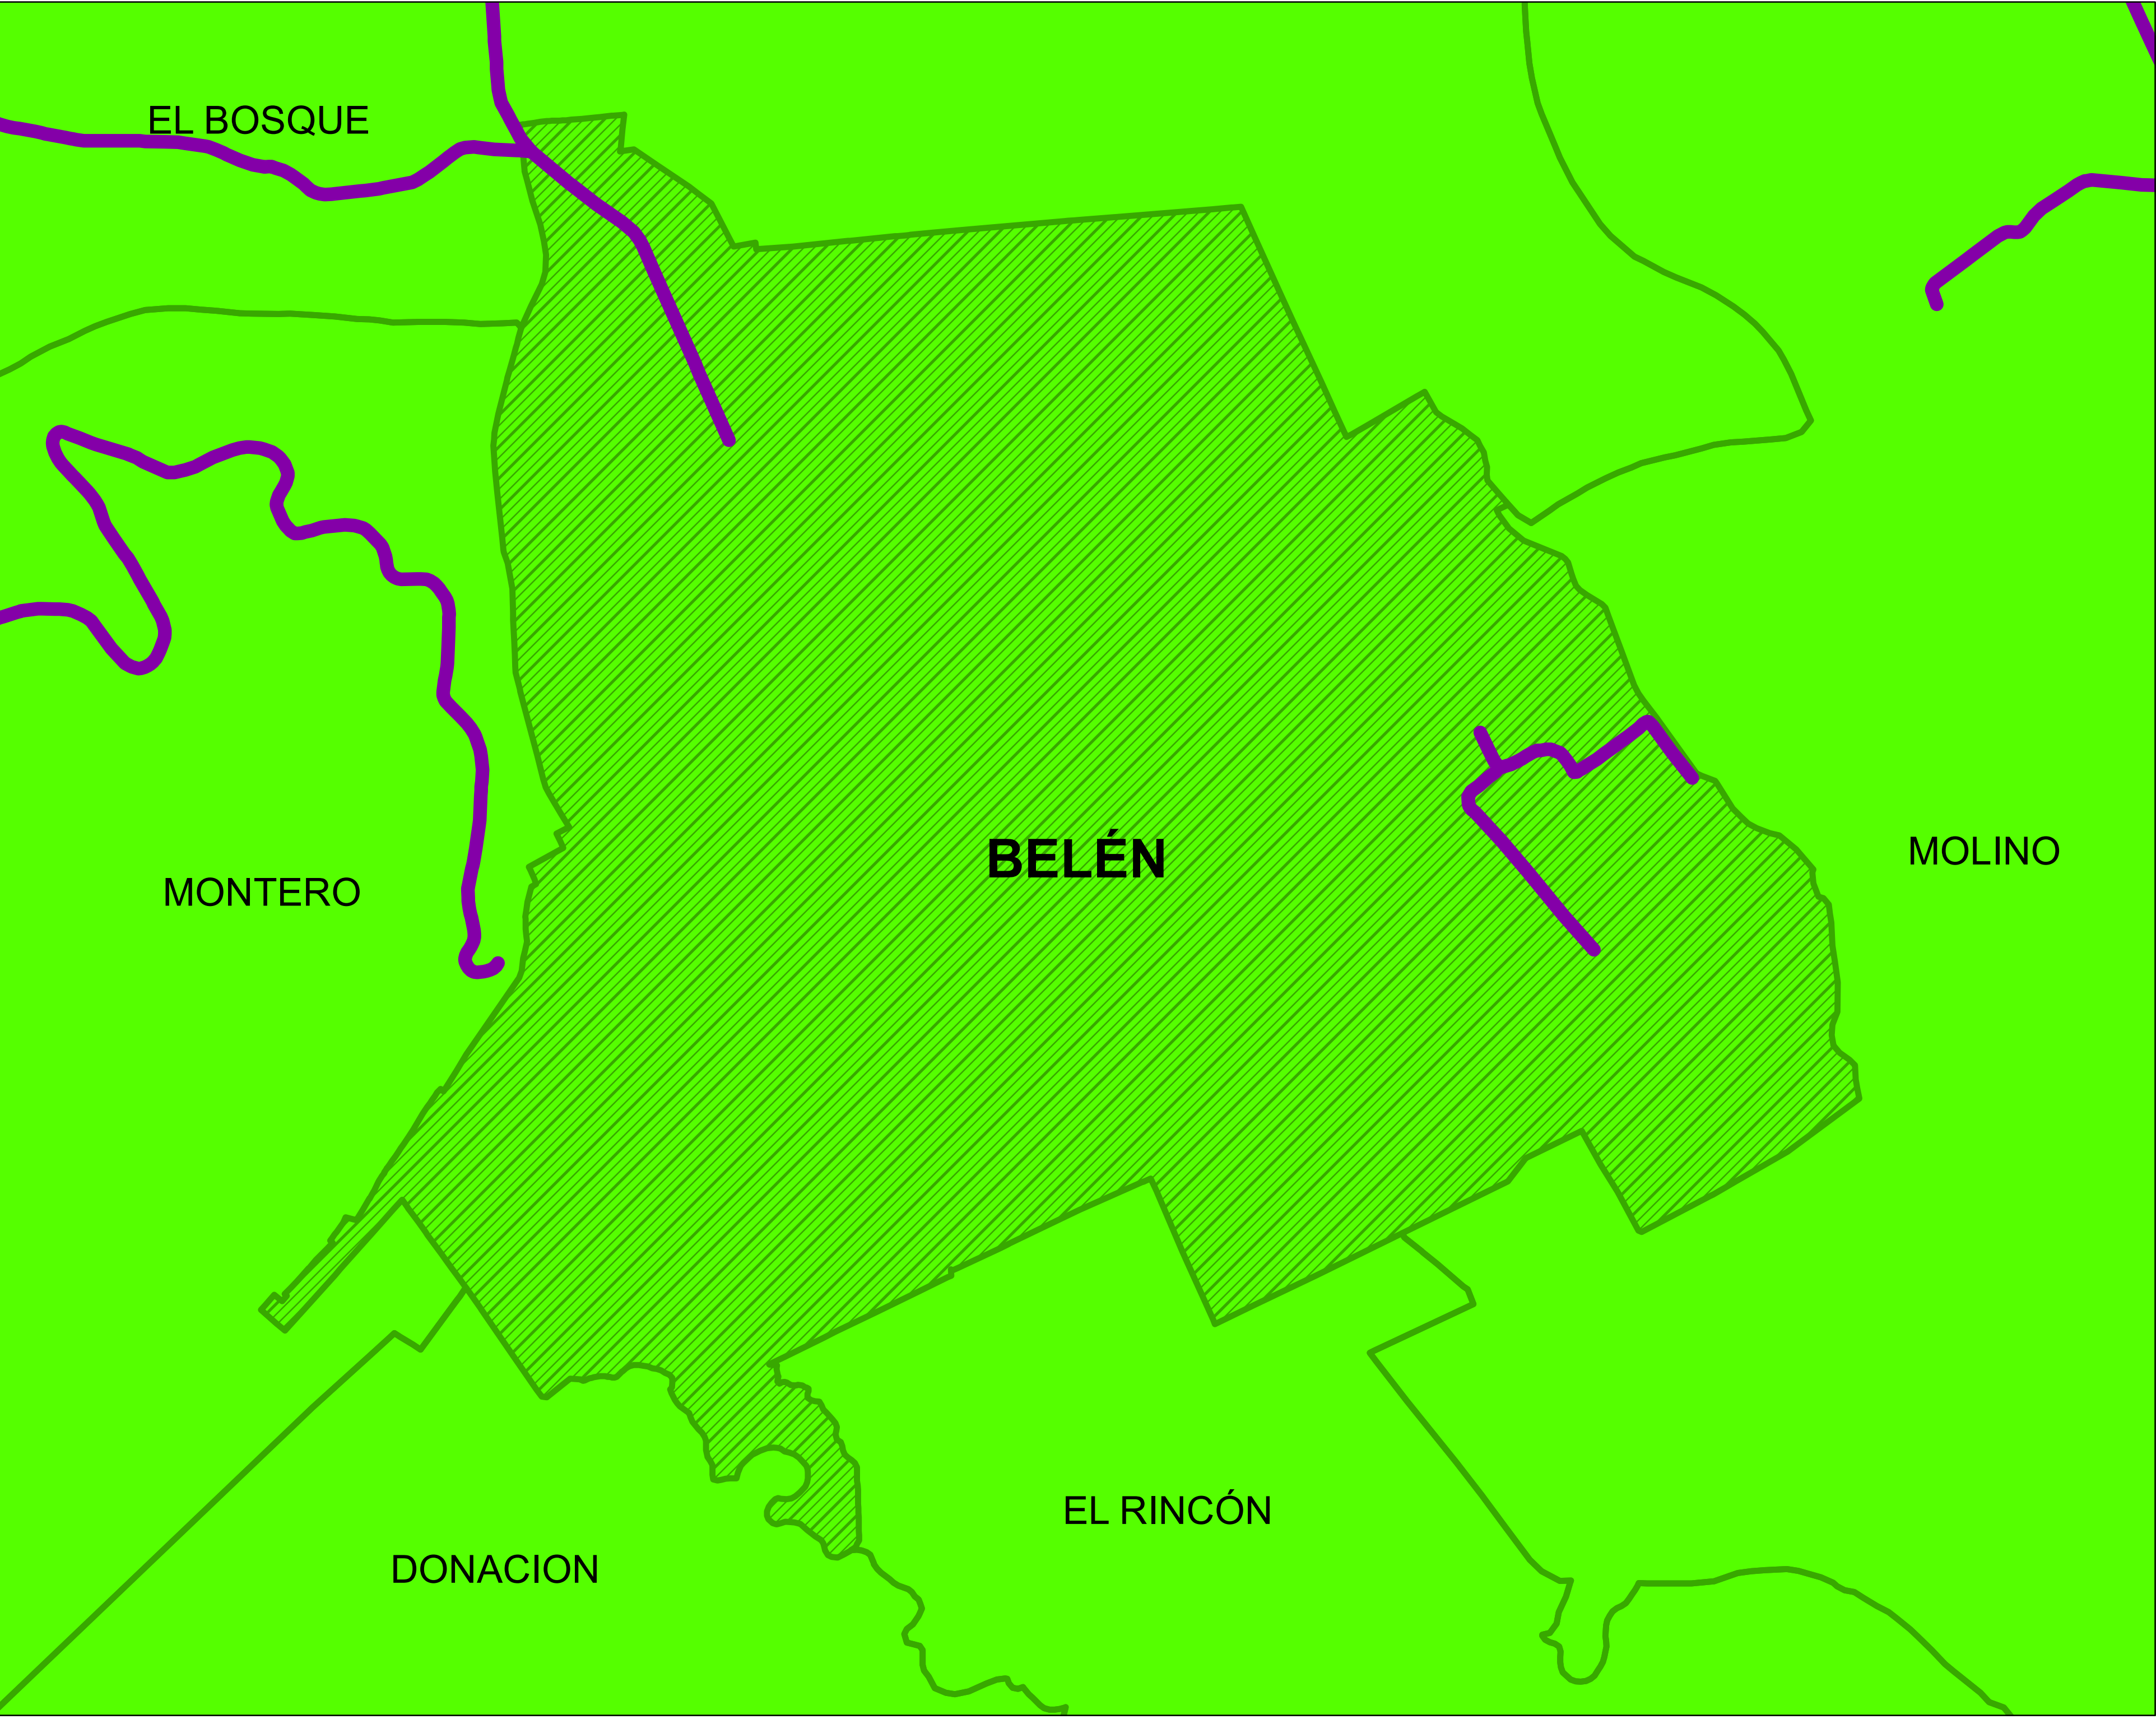 EL BOSQUE
BELÉN
MOLINO
MONTERO
EL RINCÓN
DONACION